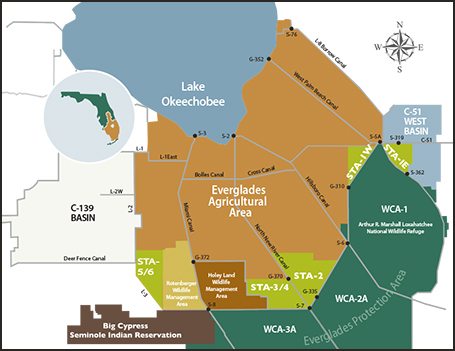 S-76
L-8 Borrow Canal
N
W
E
S
G-352
West Palm Beach Canal
Lake
Okeechobee
C-51
WEST
BASIN
S-3
S-2
S-5A
S-319
C-51
L-1
L-1East
STA-1W
STA-1E
S-362
Bolles Canal
Cross Canal
Hillsboro Canal
G-310
L-2W
L-2
Everglades
Agricultural
Area
C-139
BASIN
Miami Canal
North New River Canal
WCA-1
Arthur R. Marshall Loxahatchee
National Wildlife Refuge
S-6
Deer Fence Canal
STA-
5/6
G-372
Rotenberger
Wildlife
Management
Area
Holey Land
Wildlife
Management
Area
G-370
STA-2
STA-3/4
G-335
WCA-2A
L-3
S-8
S-7
Big Cypress
Seminole Indian Reservation
WCA-3A
Everglades Protection Area